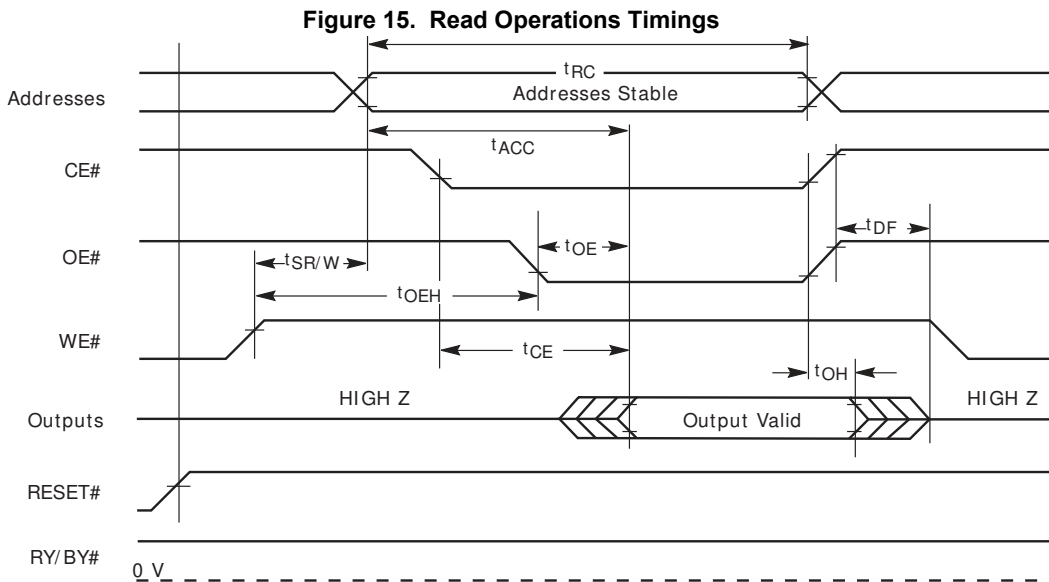 Figure 15. Read Operations Timings
tRC
Addresses
Addresses Stable
tACC
CE#
tDF
OE#
tOE
tSR/W
tOEH
WE#
tCE
tOH
HIGH Z
HIGH Z
Outputs
Output Valid
RESET#
RY/BY#
0 V